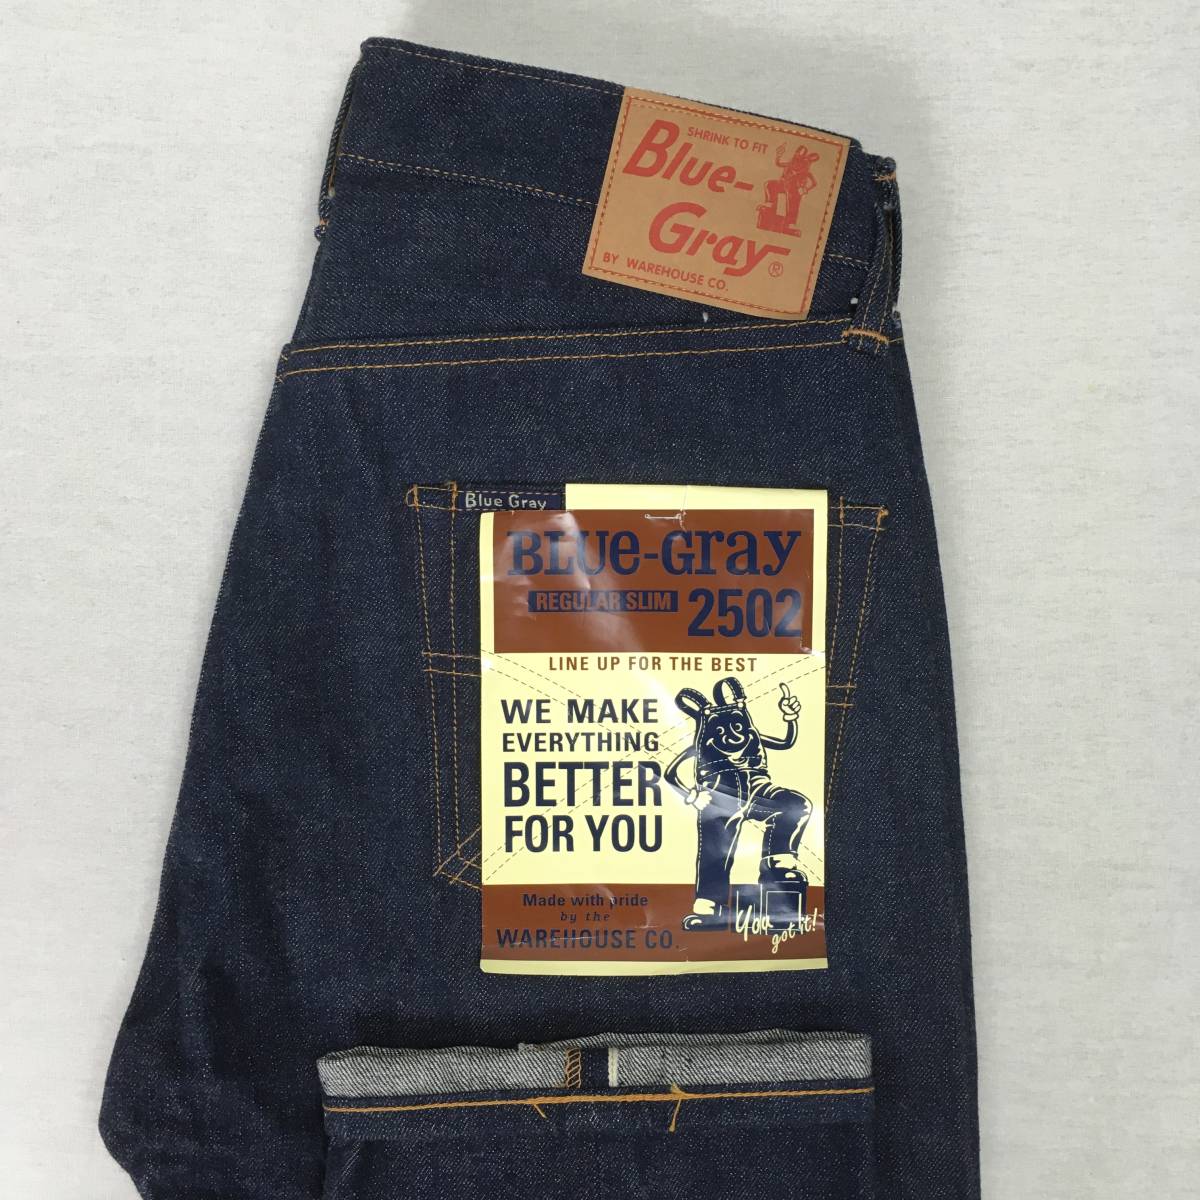 SHRINK TO FIT
Blue-
Gray®
BY WAREHOUSE CO.
Blue Gray
BLUe-Gray
REGULAR SLIM 2502
LINE UP FOR THE BEST
WE MAKE
EVERYTHING
BETTER
FOR YOU
Made with pride
by the
WAREHOUSE CO.
You
got it!